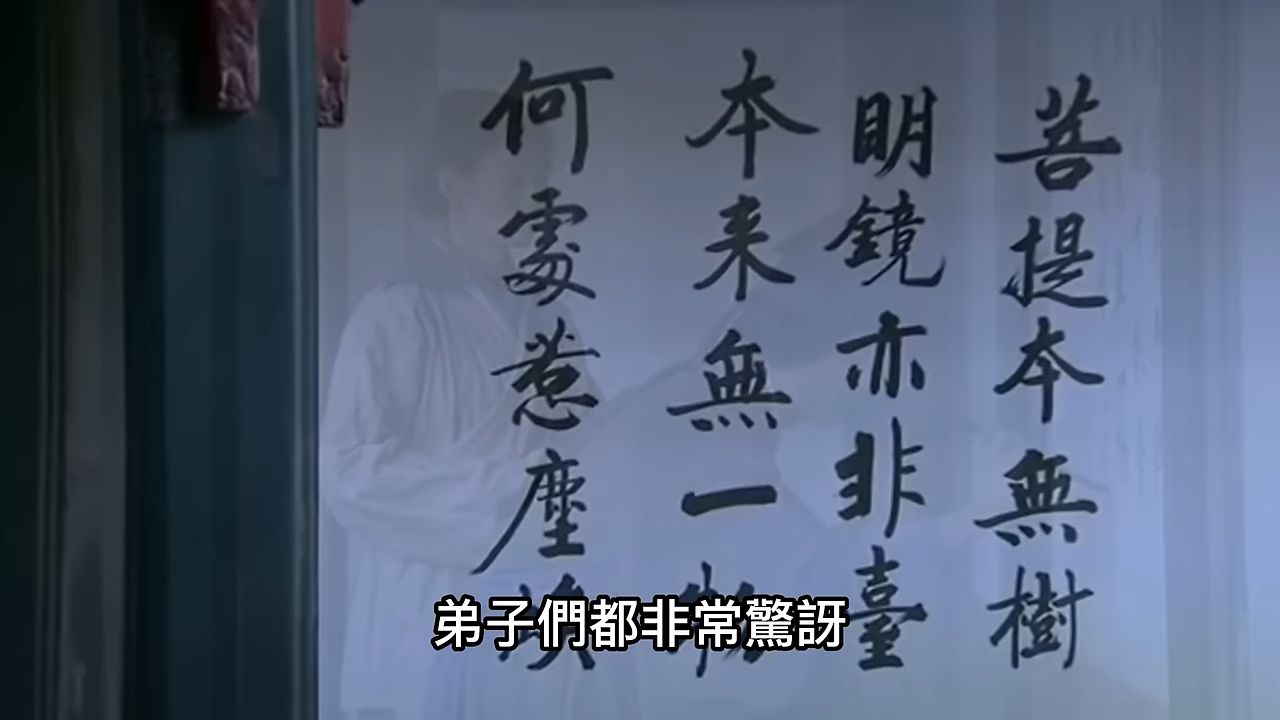 菩提本無樹
明鏡亦非臺
本来無一物
何處惹塵埃
弟子們都非常驚訝